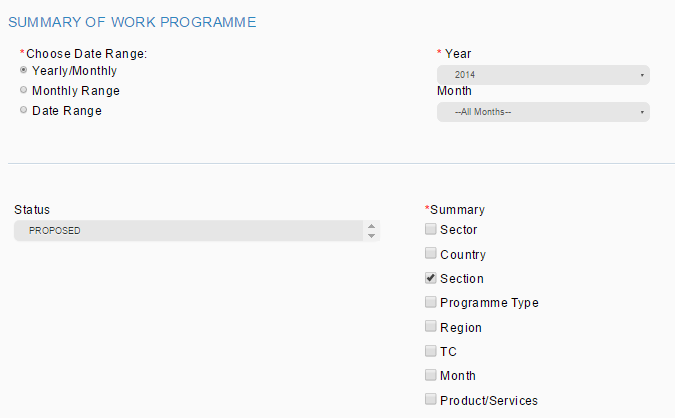 SUMMARY OF WORK PROGRAMME
*Choose Date Range:
Yearly/Monthly
Monthly Range
Date Range
* Year
2014
Month
--All Months--
Status
PROPOSED
*Summary
Sector
Country
Section
Programme Type
Region
TC
Month
Product/Services